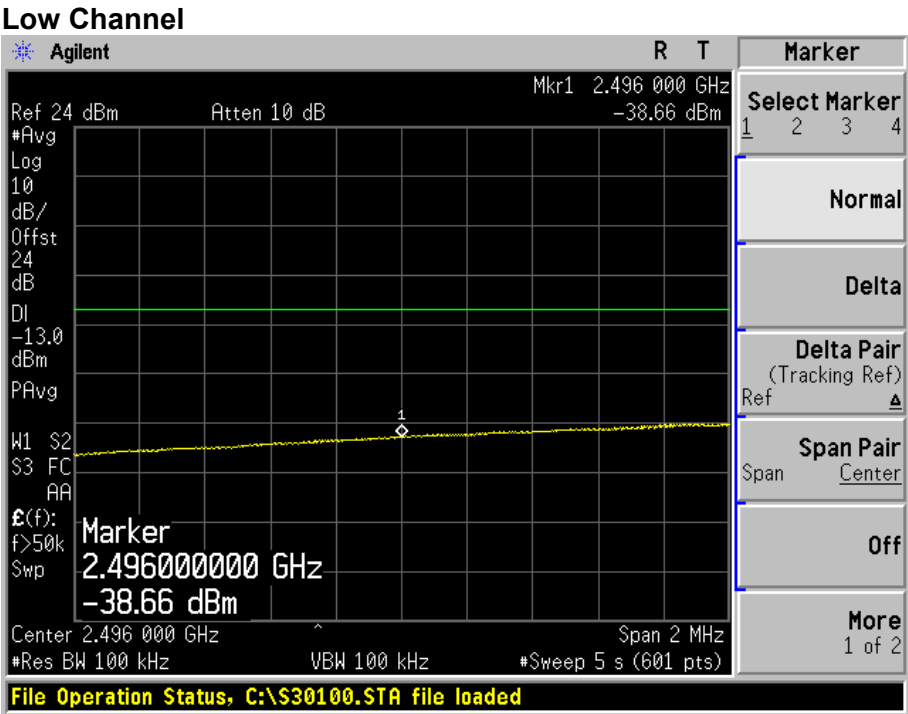 Low Channel
Agilent R T Marker
Mkr1 2.496 000 GHz
Ref 24 dBm Atten 10 dB -38.66 dBm
Select Marker
1 2 3 4
#Avg
Log
10
dB/
Offst
24
dB
DI
-13.0
dBm
PAvg
W1 S2
S3 FC
AA
£(f):
f>50k
Swp
1
Marker
2.496000000 GHz
-38.66 dBm
Center 2.496 000 GHz ^ Span 2 MHz
#Res BW 100 kHz VBW 100 kHz #Sweep 5 s (601 pts)
Normal
Delta
Delta Pair
(Tracking Ref)
Ref Δ
Span Pair
Span Center
Off
More
1 of 2
File Operation Status, C:\S30100.STA file loaded